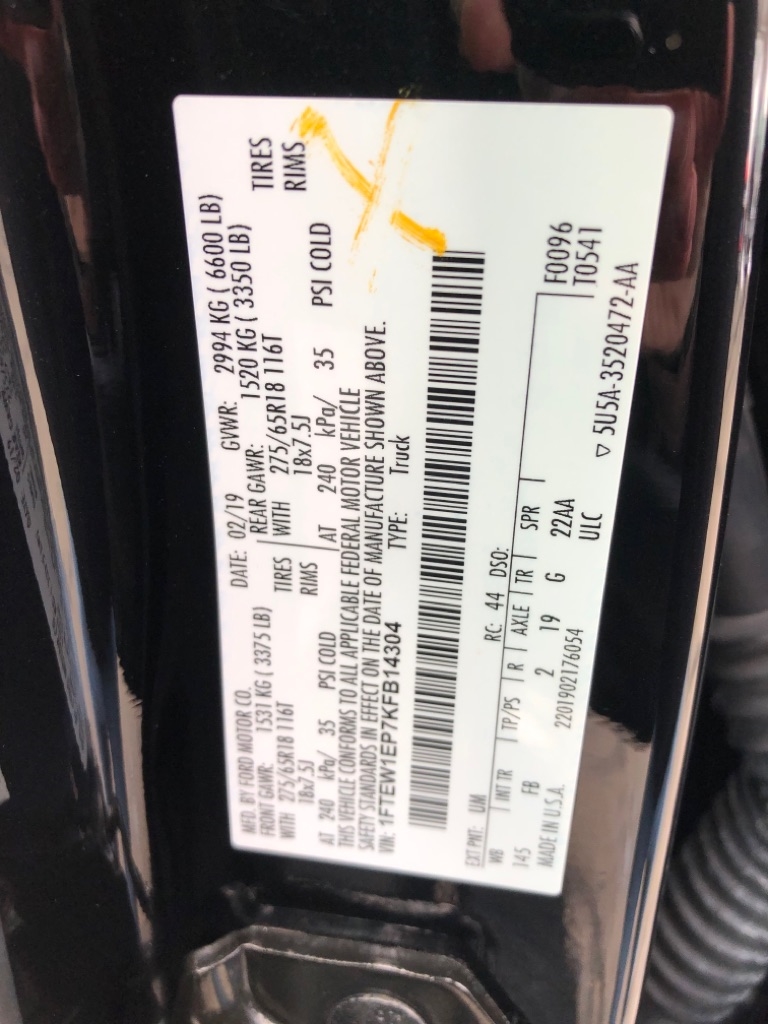 MFD. BY FORD MOTOR CO. DATE: 02/19 GVWR: 2994 KG ( 6600 LB)
FRONT GAWR: 1531 KG ( 3375 LB) REAR GAWR: 1520 KG ( 3350 LB)
WITH 275/65R18 116T TIRES WITH 275/65R18 116T TIRES
18x7.5J RIMS 18x7.5J RIMS
AT 240 kPa/ 35 PSI COLD AT 240 kPa/ 35 PSI COLD
THIS VEHICLE CONFORMS TO ALL APPLICABLE FEDERAL MOTOR VEHICLE
SAFETY STANDARDS IN EFFECT ON THE DATE OF MANUFACTURE SHOWN ABOVE.
VIN: 1FTEW1EP7KFB14304 TYPE: Truck
EXT PNT: UM RC: 44 DSO:
WB INT TR TP/PS R AXLE TR SPR F0096
145 FB 2 19 G 22AA T0541
ULC
MADE IN U.S.A. 2201902176054 5U5A-3520472-AA